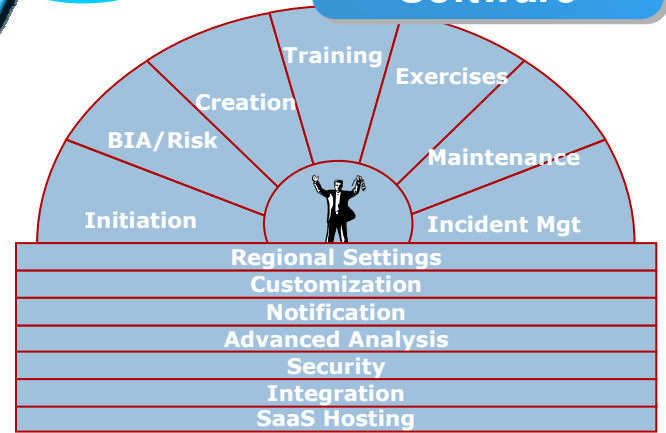 Software
Training
Exercises
Creation
BIA/Risk
Maintenance
Initiation
Incident Mgt
Regional Settings
Customization
Notification
Advanced Analysis
Security
Integration
SaaS Hosting